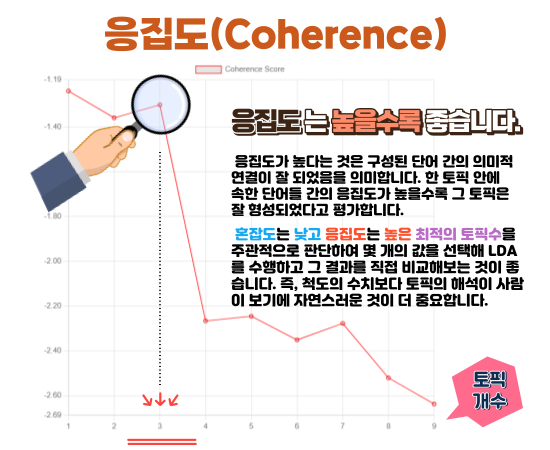 응집도(Coherence)
Coherence Score
-1.19
-1.40
-1.80
-2.00
-2.20
-2.40
-2.60
-2.69
1 2 3 4 5 6 7 8 9
응집도 는 높을수록 좋습니다.
응집도가 높다는 것은 구성된 단어 간의 의미적
연결이 잘 되었음을 의미합니다. 한 토픽 안에
속한 단어들 간의 응집도가 높을수록 그 토픽은
잘 형성되었다고 평가합니다.
혼잡도는 낮고 응집도는 높은 최적의 토픽수을
주관적으로 판단하여 몇 개의 값을 선택해 LDA
를 수행하고 그 결과를 직접 비교해보는 것이 좋
습니다. 즉, 척도의 수치보다 토픽의 해석이 사람
이 보기에 자연스러운 것이 더 중요합니다.
토픽
개수